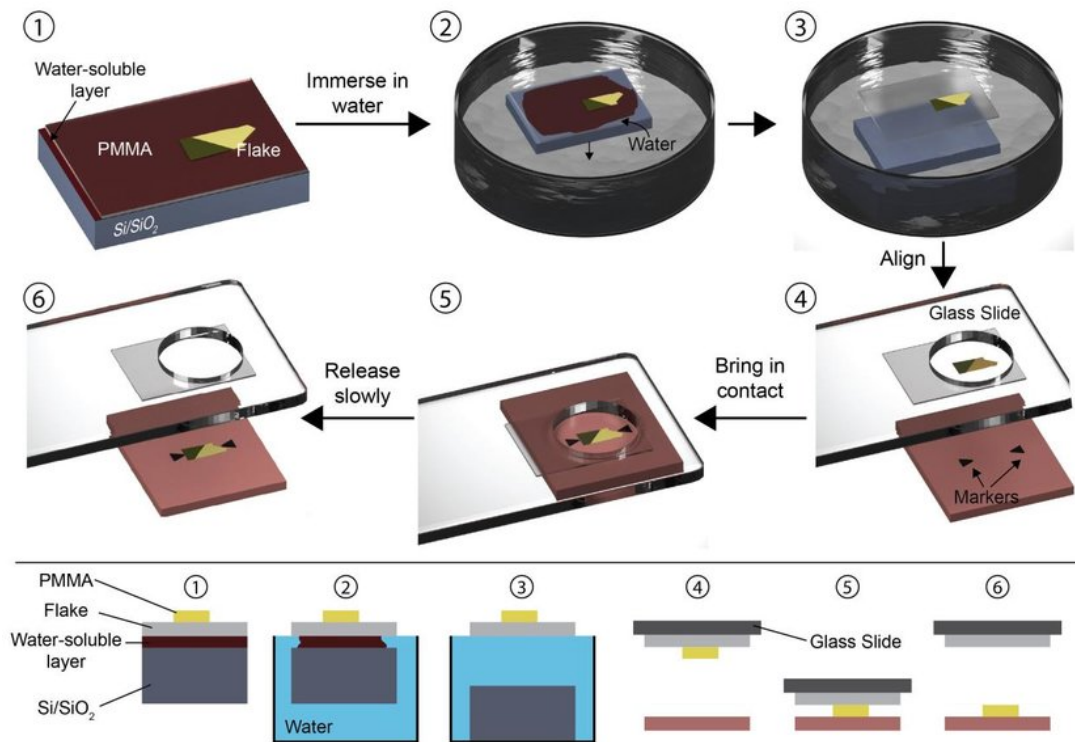 ①
Water-soluble
layer
PMMA
Flake
Si/SiO₂
Immerse in
water
②
Water
③
Align
④
Glass Slide
Markers
Bring in
contact
⑤
Release
slowly
⑥
PMMA
Flake
Water-soluble
layer
Si/SiO₂
①
②
Water
③
④
Glass Slide
⑤
⑥